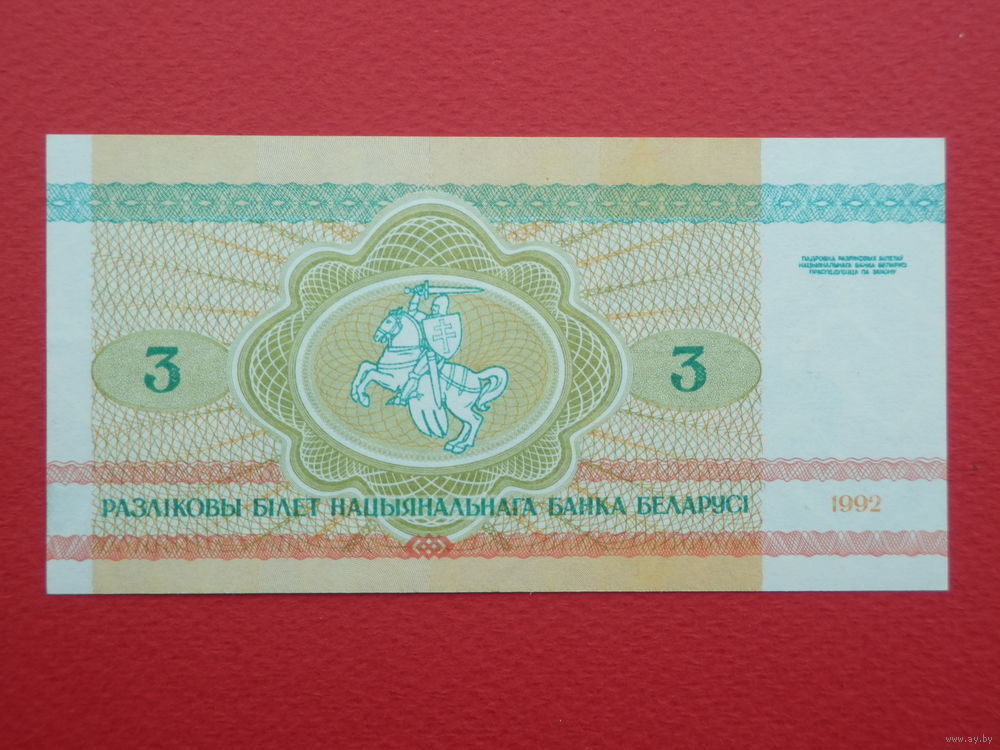 ПАДРОБКА РАЗЛІКОВЫХ БІЛЕТАЎ
НАЦЫЯНАЛЬНАГА БАНКА БЕЛАРУСІ
ПРАСЛЕДУЕЦЦА ПА ЗАКОНУ
3 3
РАЗЛІКОВЫ БІЛЕТ НАЦЫЯНАЛЬНАГА БАНКА БЕЛАРУСІ 1992
www.ay.by